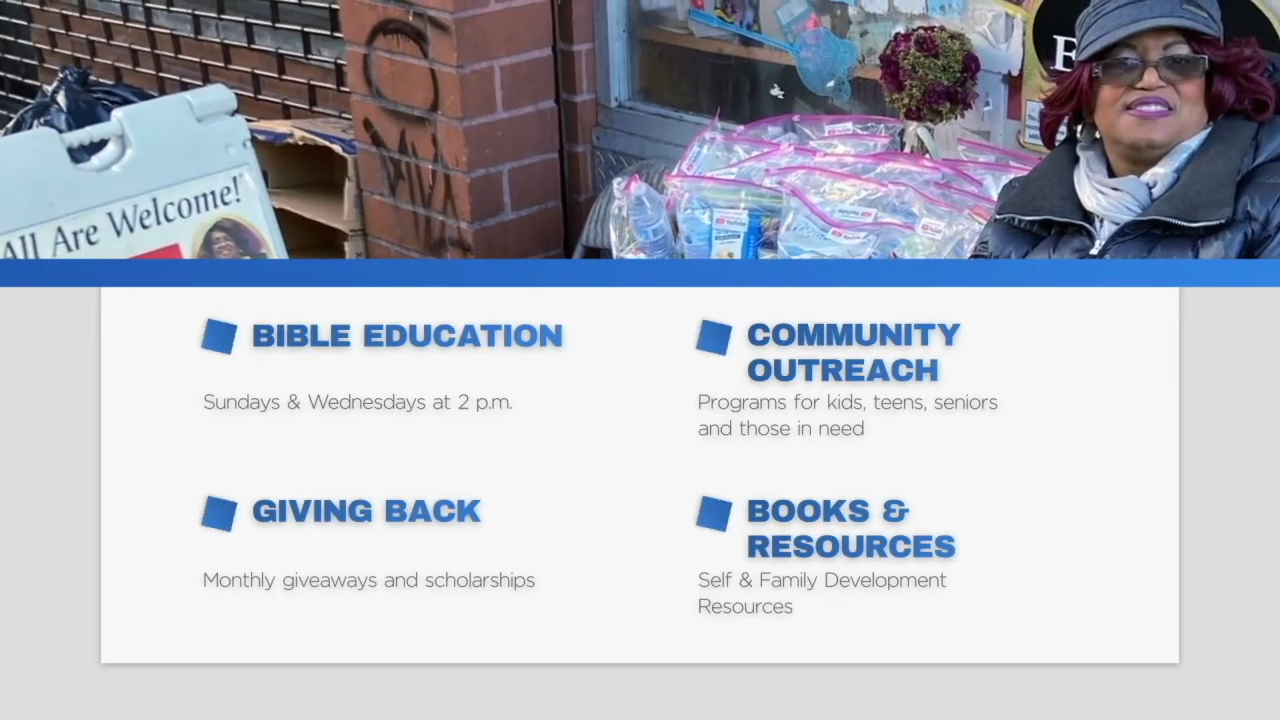 All Are Welcome!
BIBLE EDUCATION
Sundays & Wednesdays at 2 p.m.
COMMUNITY
OUTREACH
Programs for kids, teens, seniors
and those in need
GIVING BACK
Monthly giveaways and scholarships
BOOKS &
RESOURCES
Self & Family Development
Resources